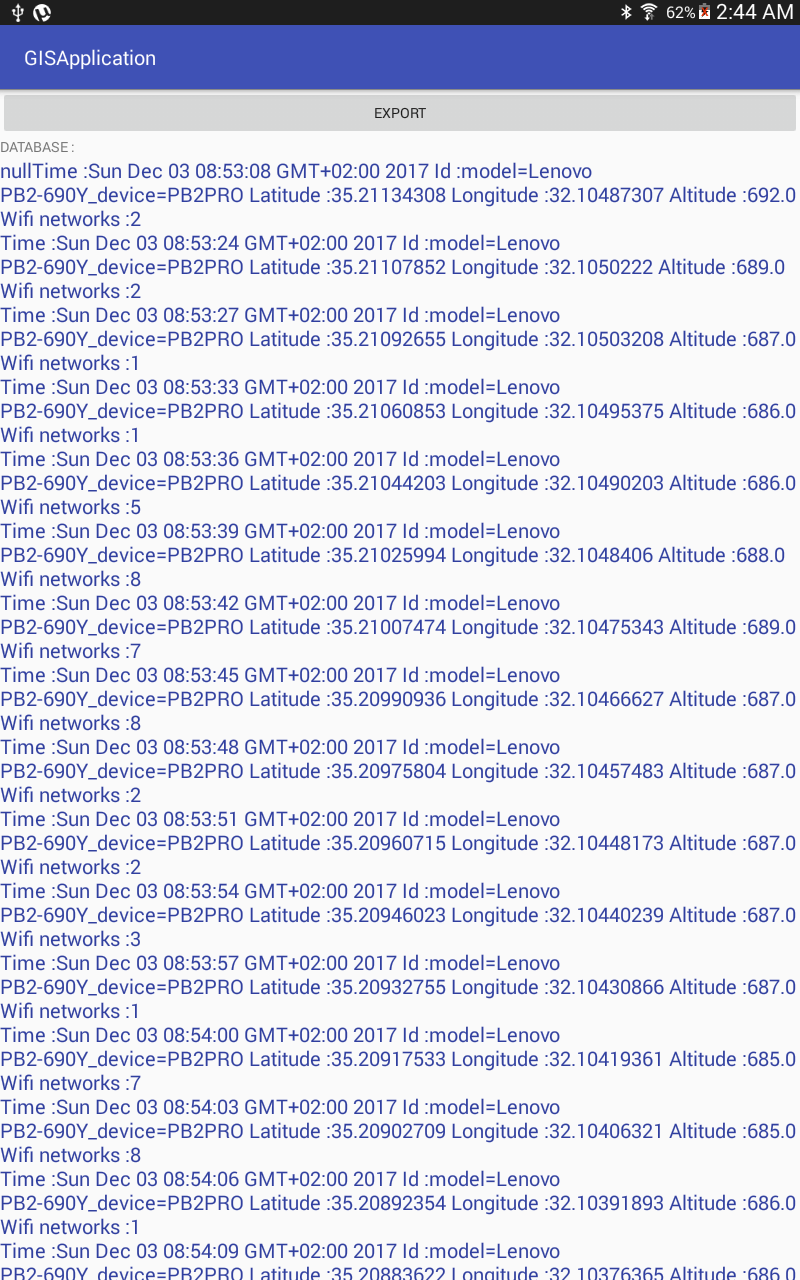 62% 2:44 AM
GISApplication
EXPORT
DATABASE :
nullTime :Sun Dec 03 08:53:08 GMT+02:00 2017 Id :model=Lenovo
PB2-690Y_device=PB2PRO Latitude :35.21134308 Longitude :32.10487307 Altitude :692.0
Wifi networks :2
Time :Sun Dec 03 08:53:24 GMT+02:00 2017 Id :model=Lenovo
PB2-690Y_device=PB2PRO Latitude :35.21107852 Longitude :32.1050222 Altitude :689.0
Wifi networks :2
Time :Sun Dec 03 08:53:27 GMT+02:00 2017 Id :model=Lenovo
PB2-690Y_device=PB2PRO Latitude :35.21092655 Longitude :32.10503208 Altitude :687.0
Wifi networks :1
Time :Sun Dec 03 08:53:33 GMT+02:00 2017 Id :model=Lenovo
PB2-690Y_device=PB2PRO Latitude :35.21060853 Longitude :32.10495375 Altitude :686.0
Wifi networks :1
Time :Sun Dec 03 08:53:36 GMT+02:00 2017 Id :model=Lenovo
PB2-690Y_device=PB2PRO Latitude :35.21044203 Longitude :32.10490203 Altitude :686.0
Wifi networks :5
Time :Sun Dec 03 08:53:39 GMT+02:00 2017 Id :model=Lenovo
PB2-690Y_device=PB2PRO Latitude :35.21025994 Longitude :32.1048406 Altitude :688.0
Wifi networks :8
Time :Sun Dec 03 08:53:42 GMT+02:00 2017 Id :model=Lenovo
PB2-690Y_device=PB2PRO Latitude :35.21007474 Longitude :32.10475343 Altitude :689.0
Wifi networks :7
Time :Sun Dec 03 08:53:45 GMT+02:00 2017 Id :model=Lenovo
PB2-690Y_device=PB2PRO Latitude :35.20990936 Longitude :32.10466627 Altitude :687.0
Wifi networks :8
Time :Sun Dec 03 08:53:48 GMT+02:00 2017 Id :model=Lenovo
PB2-690Y_device=PB2PRO Latitude :35.20975804 Longitude :32.10457483 Altitude :687.0
Wifi networks :2
Time :Sun Dec 03 08:53:51 GMT+02:00 2017 Id :model=Lenovo
PB2-690Y_device=PB2PRO Latitude :35.20960715 Longitude :32.10448173 Altitude :687.0
Wifi networks :2
Time :Sun Dec 03 08:53:54 GMT+02:00 2017 Id :model=Lenovo
PB2-690Y_device=PB2PRO Latitude :35.20946023 Longitude :32.10440239 Altitude :687.0
Wifi networks :3
Time :Sun Dec 03 08:53:57 GMT+02:00 2017 Id :model=Lenovo
PB2-690Y_device=PB2PRO Latitude :35.20932755 Longitude :32.10430866 Altitude :687.0
Wifi networks :1
Time :Sun Dec 03 08:54:00 GMT+02:00 2017 Id :model=Lenovo
PB2-690Y_device=PB2PRO Latitude :35.20917533 Longitude :32.10419361 Altitude :685.0
Wifi networks :7
Time :Sun Dec 03 08:54:03 GMT+02:00 2017 Id :model=Lenovo
PB2-690Y_device=PB2PRO Latitude :35.20902709 Longitude :32.10406321 Altitude :685.0
Wifi networks :8
Time :Sun Dec 03 08:54:06 GMT+02:00 2017 Id :model=Lenovo
PB2-690Y_device=PB2PRO Latitude :35.20892354 Longitude :32.10391893 Altitude :686.0
Wifi networks :1
Time :Sun Dec 03 08:54:09 GMT+02:00 2017 Id :model=Lenovo
PB2-690Y_device=PB2PRO Latitude :35.20883622 Longitude :32.10376365 Altitude :686.0